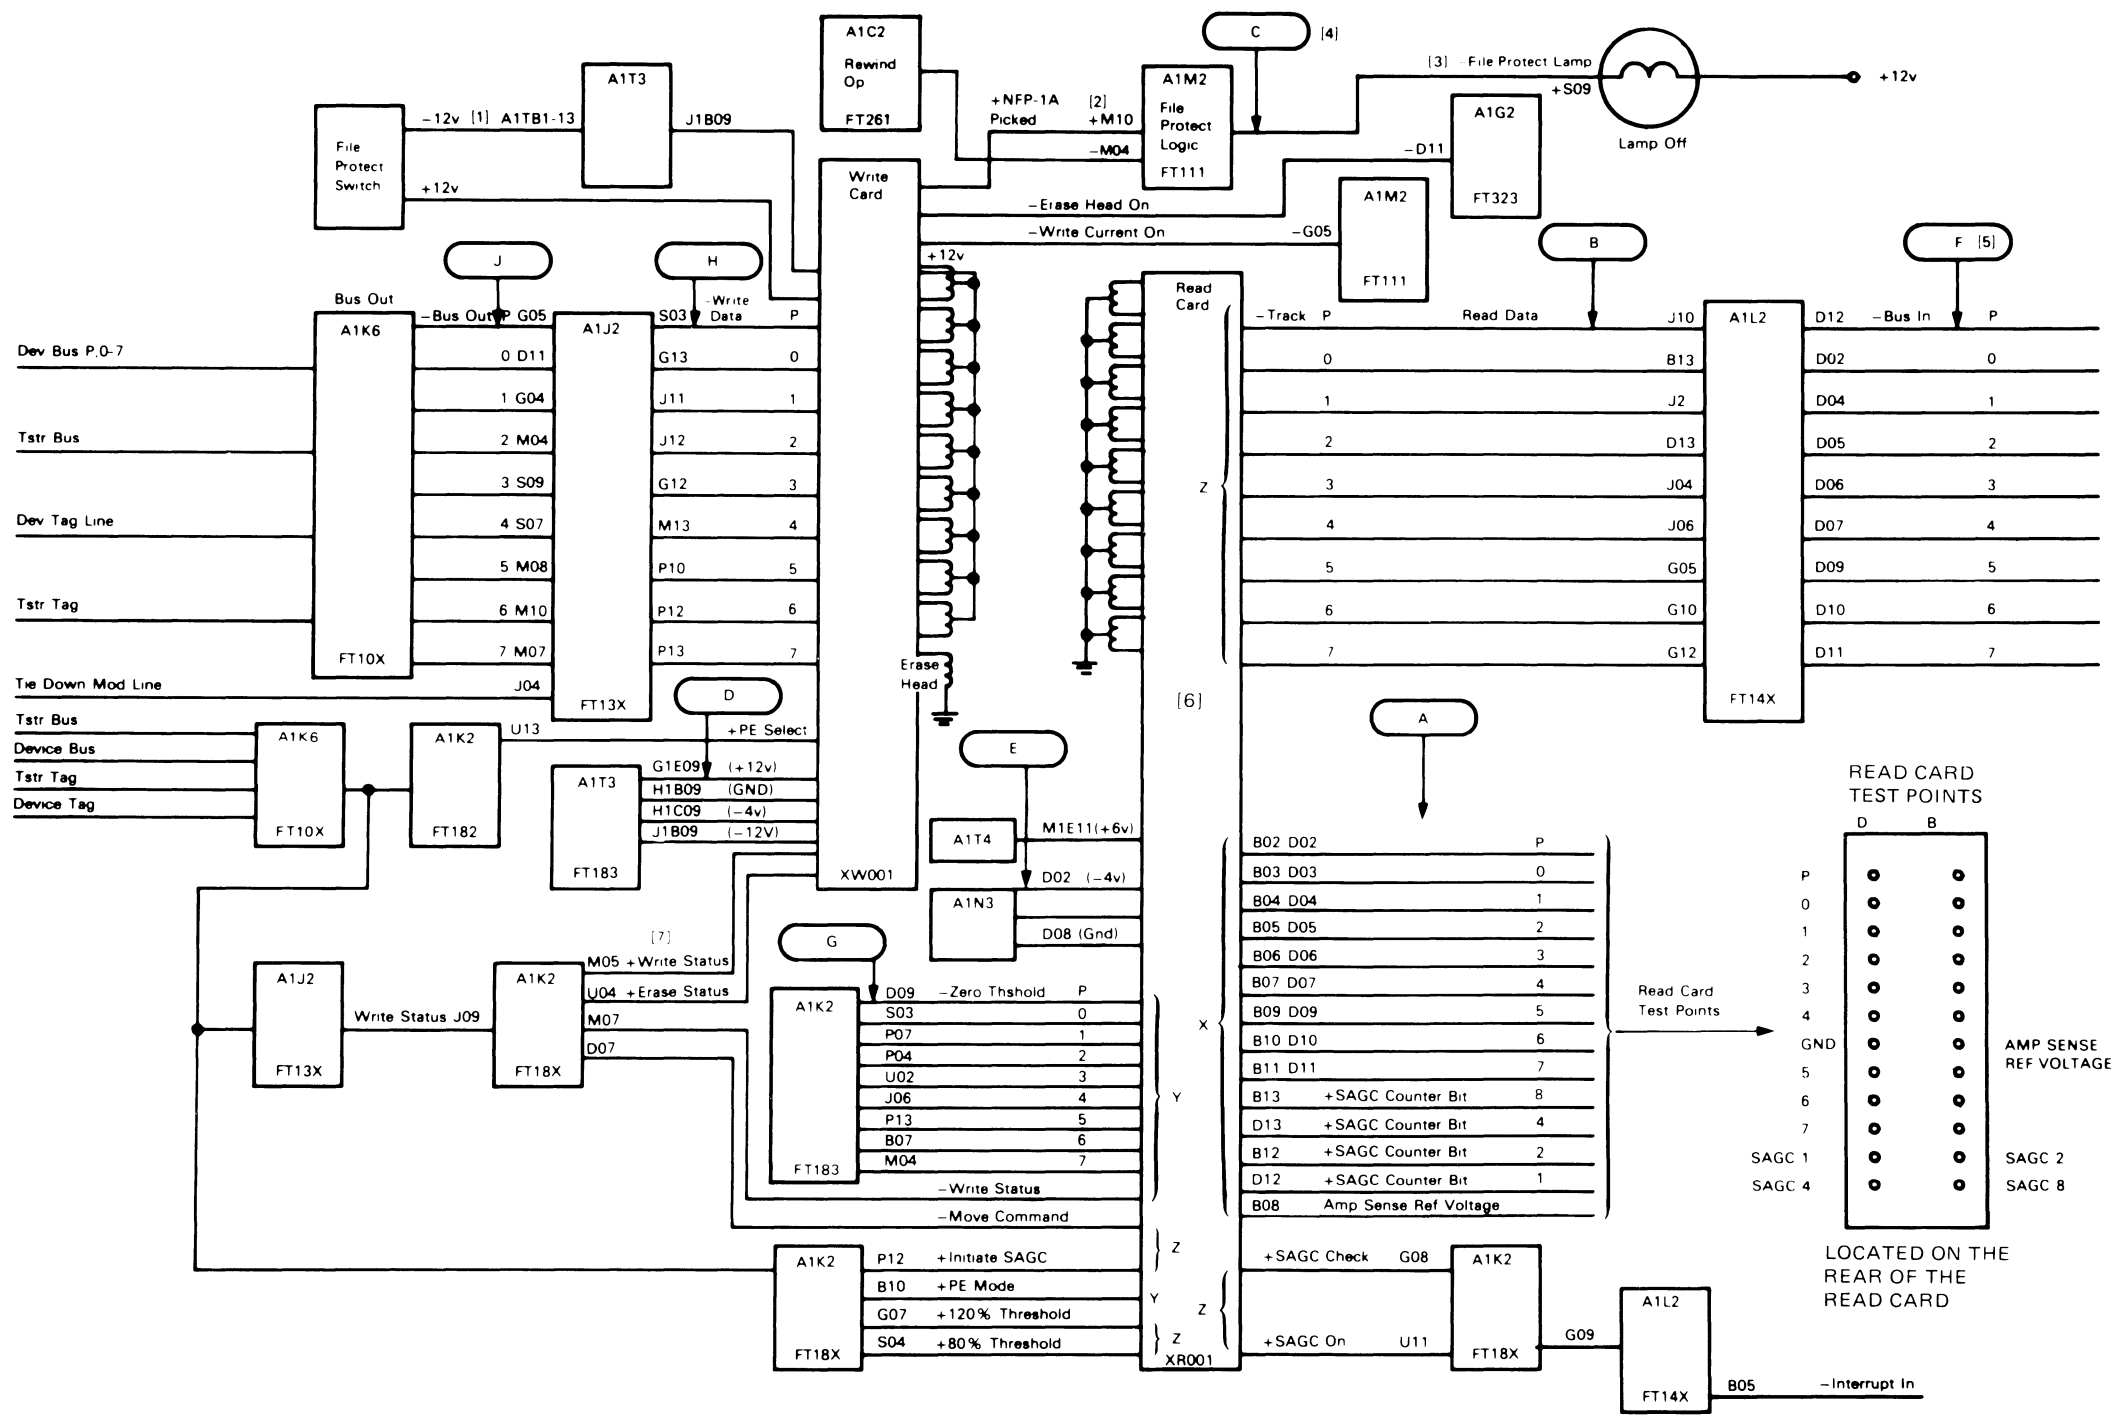 A1C2
Rewind
Op
FT261
C
[4]
[3] –File Protect Lamp
+S09
+12v
Lamp Off
A1T3
A1M2
File
Protect
Logic
FT111
+NFP-1A
Picked
[2]
+M10
–M04
A1G2
FT323
–D11
File
Protect
Switch
–12v [1] A1TB1-13
J1B09
+12v
Write
Card
–Erase Head On
–Write Current On
–G05
A1M2
FT111
+12v
J
H
B
F [5]
Bus Out
A1K6
FT10X
–Bus Out P G05
0 D11
1 G04
2 M04
3 S09
4 S07
5 M08
6 M10
7 M07
J04
A1J2
FT13X
S03
–Write
Data
P
G13 0
J11 1
J12 2
G12 3
M13 4
P10 5
P12 6
P13 7
Dev Bus P,0-7
Tstr Bus
Dev Tag Line
Tstr Tag
Tie Down Mod Line
Erase
Head
Read
Card
Z
[6]
–Track P Read Data J10
0 B13
1 J2
2 D13
3 J04
4 J06
5 G05
6 G10
7 G12
A1L2
FT14X
D12 –Bus In P
D02 0
D04 1
D05 2
D06 3
D07 4
D09 5
D10 6
D11 7
Tstr Bus
Device Bus
Tstr Tag
Device Tag
A1K6
FT10X
A1K2
FT182
U13
+PE Select
D
A1T3
FT183
G1E09 (+12v)
H1B09 (GND)
H1C09 (–4v)
J1B09 (–12V)
XW001
E
A1T4
M1E11(+6v)
A1N3
D02 (–4v)
D08 (Gnd)
A
B02 D02 P
B03 D03 0
B04 D04 1
B05 D05 2
B06 D06 3
B07 D07 4
B09 D09 5
B10 D10 6
B11 D11 7
B13 +SAGC Counter Bit 8
D13 +SAGC Counter Bit 4
B12 +SAGC Counter Bit 2
D12 +SAGC Counter Bit 1
B08 Amp Sense Ref Voltage
X
Read Card
Test Points
READ CARD
TEST POINTS
D B
P
0
1
2
3
4
GND
AMP SENSE
REF VOLTAGE
5
6
7
SAGC 1
SAGC 2
SAGC 4
SAGC 8
LOCATED ON THE
REAR OF THE
READ CARD
A1J2
FT13X
Write Status J09
A1K2
FT18X
[7]
M05 +Write Status
U04 +Erase Status
M07
D07
G
A1K2
FT183
D09 –Zero Thshold P
S03 0
P07 1
P04 2
U02 3
J06 4
P13 5
B07 6
M04 7
Y
–Write Status
–Move Command
A1K2
FT18X
P12 +Initiate SAGC
B10 +PE Mode
G07 +120% Threshold
S04 +80% Threshold
Z
Y
Z
Z
XR001
+SAGC Check G08
+SAGC On U11
A1K2
FT18X
G09
A1L2
FT14X
B05 –Interrupt In